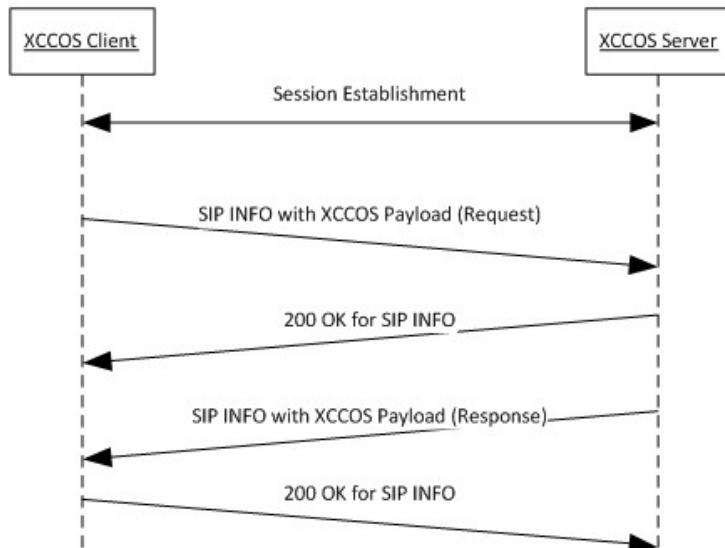 XCCOS Client
XCCOS Server
Session Establishment
SIP INFO with XCCOS Payload (Request)
200 OK for SIP INFO
SIP INFO with XCCOS Payload (Response)
200 OK for SIP INFO